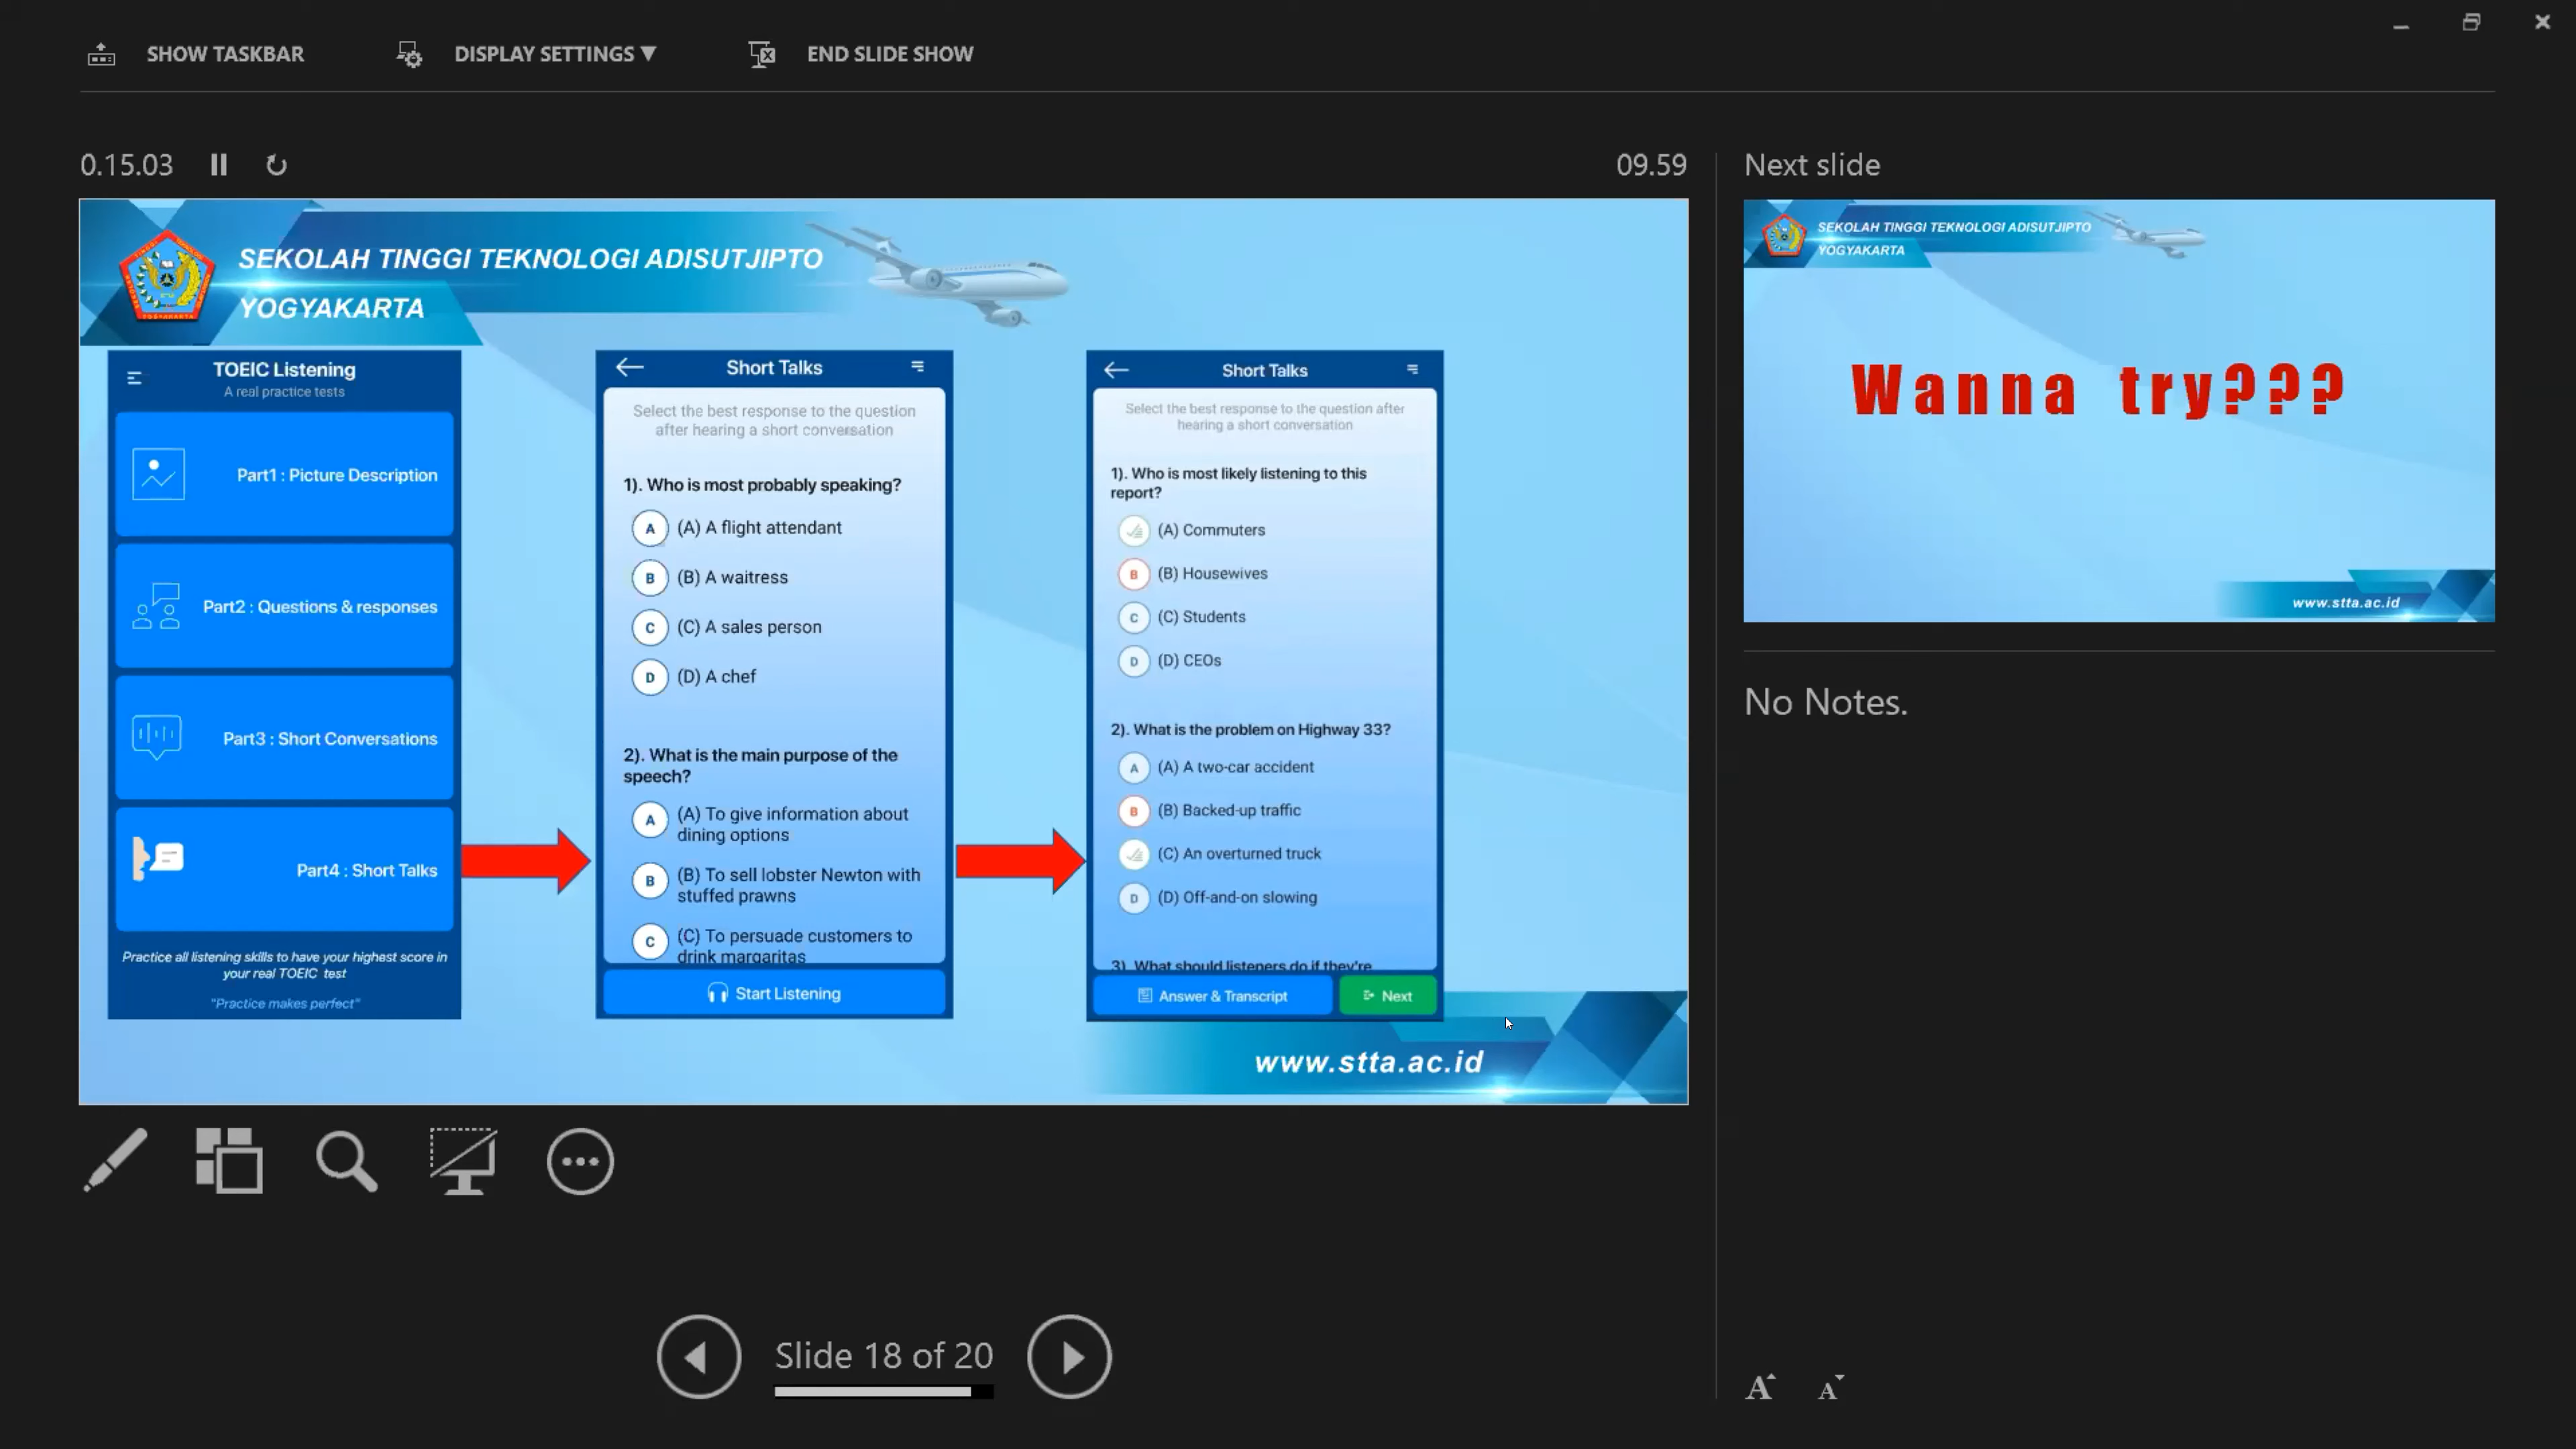 SHOW TASKBAR
DISPLAY SETTINGS ▼
END SLIDE SHOW
0.15.03
09.59
Next slide
SEKOLAH TINGGI TEKNOLOGI ADISUTJIPTO
YOGYAKARTA
YOGYAKARTA
TOEIC Listening
A real practice tests
Part1 : Picture Description
Part2 : Questions & responses
Part3 : Short Conversations
Part4 : Short Talks
Practice all listening skills to have your highest score in
your real TOEIC test
"Practice makes perfect"
Short Talks
Select the best response to the question
after hearing a short conversation
1). Who is most probably speaking?
A (A) A flight attendant
B (B) A waitress
C (C) A sales person
D (D) A chef
2). What is the main purpose of the
speech?
A (A) To give information about
dining options
B (B) To sell lobster Newton with
stuffed prawns
C (C) To persuade customers to
drink margaritas
Start Listening
Short Talks
Select the best response to the question after
hearing a short conversation
1). Who is most likely listening to this
report?
(A) Commuters
B (B) Housewives
C (C) Students
D (D) CEOs
2). What is the problem on Highway 33?
A (A) A two-car accident
B (B) Backed-up traffic
(C) An overturned truck
D (D) Off-and-on slowing
3). What should listeners do if they're
Answer & Transcript
Next
www.stta.ac.id
SEKOLAH TINGGI TEKNOLOGI ADISUTJIPTO
YOGYAKARTA
Wanna try???
www.stta.ac.id
No Notes.
Slide 18 of 20
A A